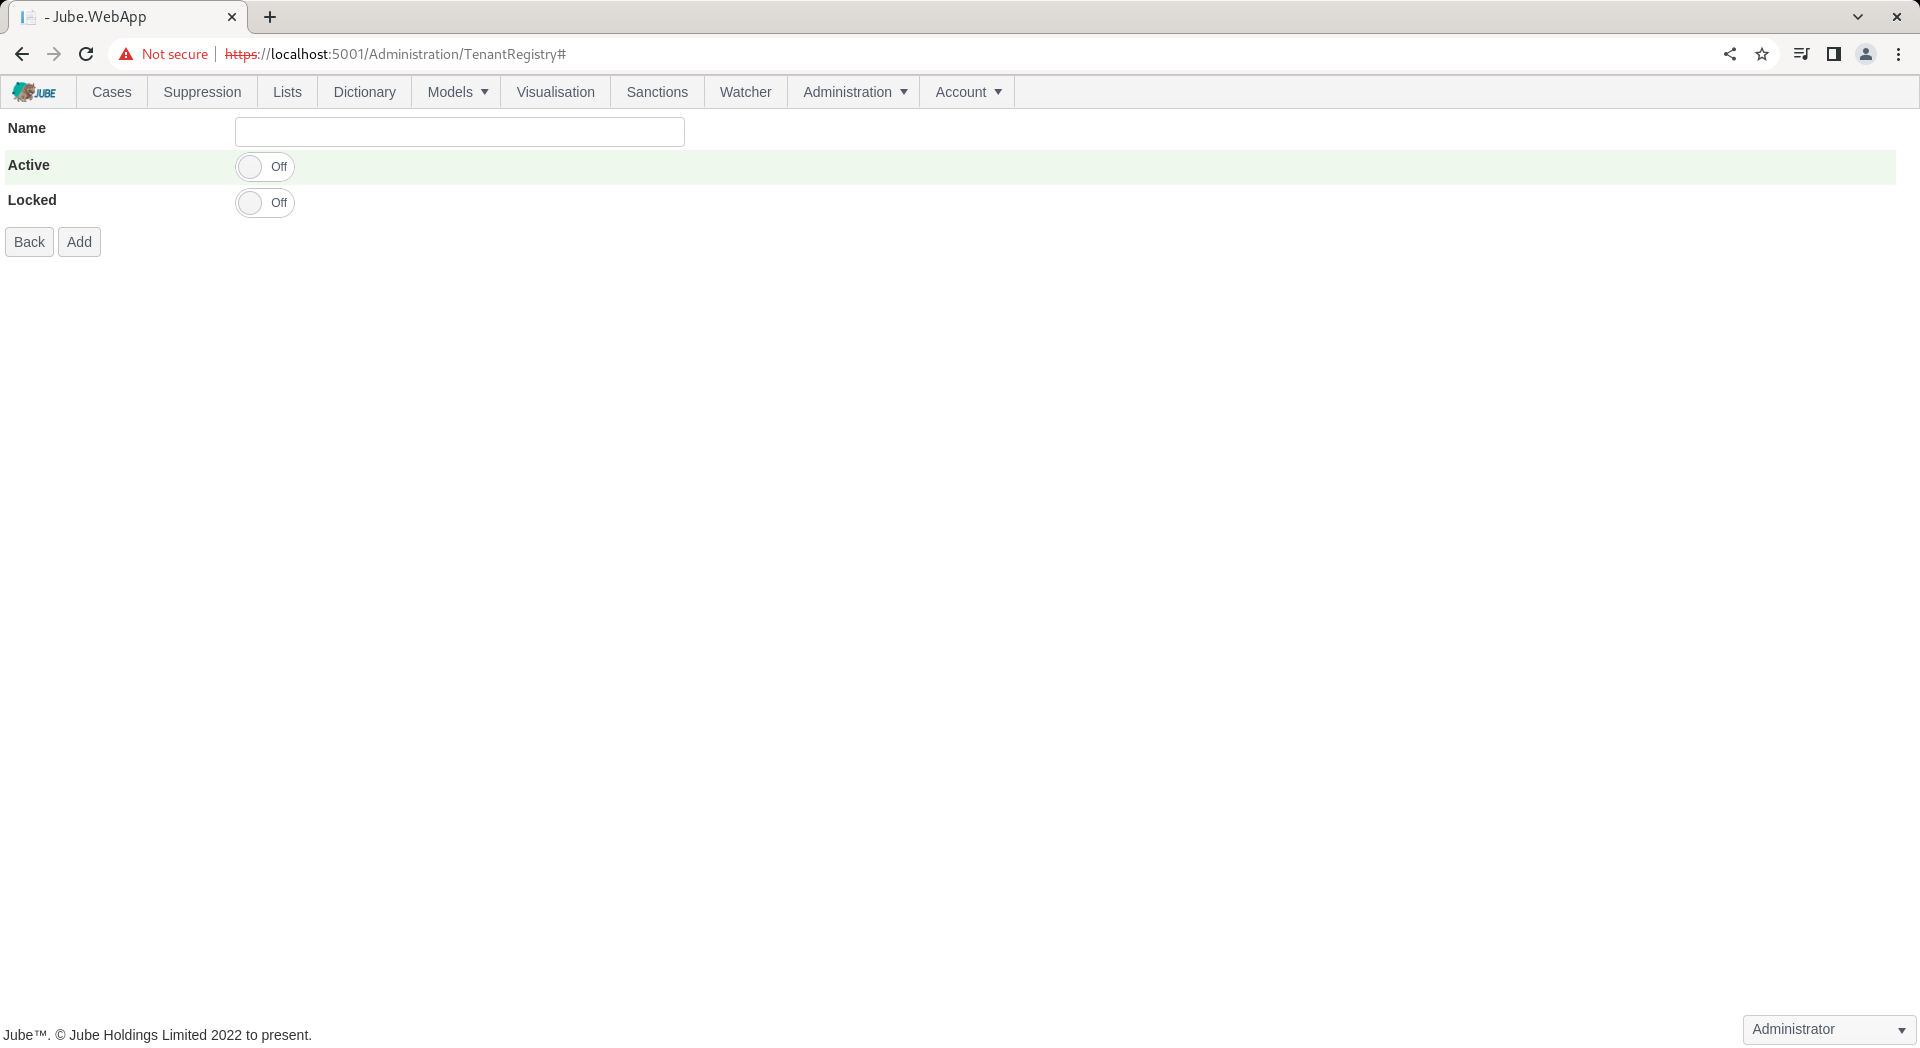 - Jube.WebApp
Not secure https://localhost:5001/Administration/TenantRegistry#
JUBE Cases Suppression Lists Dictionary Models Visualisation Sanctions Watcher Administration Account
Name
Active Off
Locked Off
Back Add
Jube™. © Jube Holdings Limited 2022 to present.
Administrator